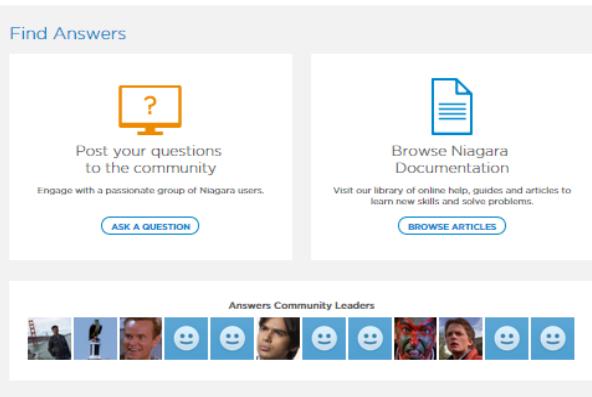 Find Answers
?
Post your questions
to the community
Engage with a passionate group of Niagara users.
ASK A QUESTION
Browse Niagara
Documentation
Visit our library of online help, guides and articles to
learn new skills and solve problems.
BROWSE ARTICLES
Answers Community Leaders